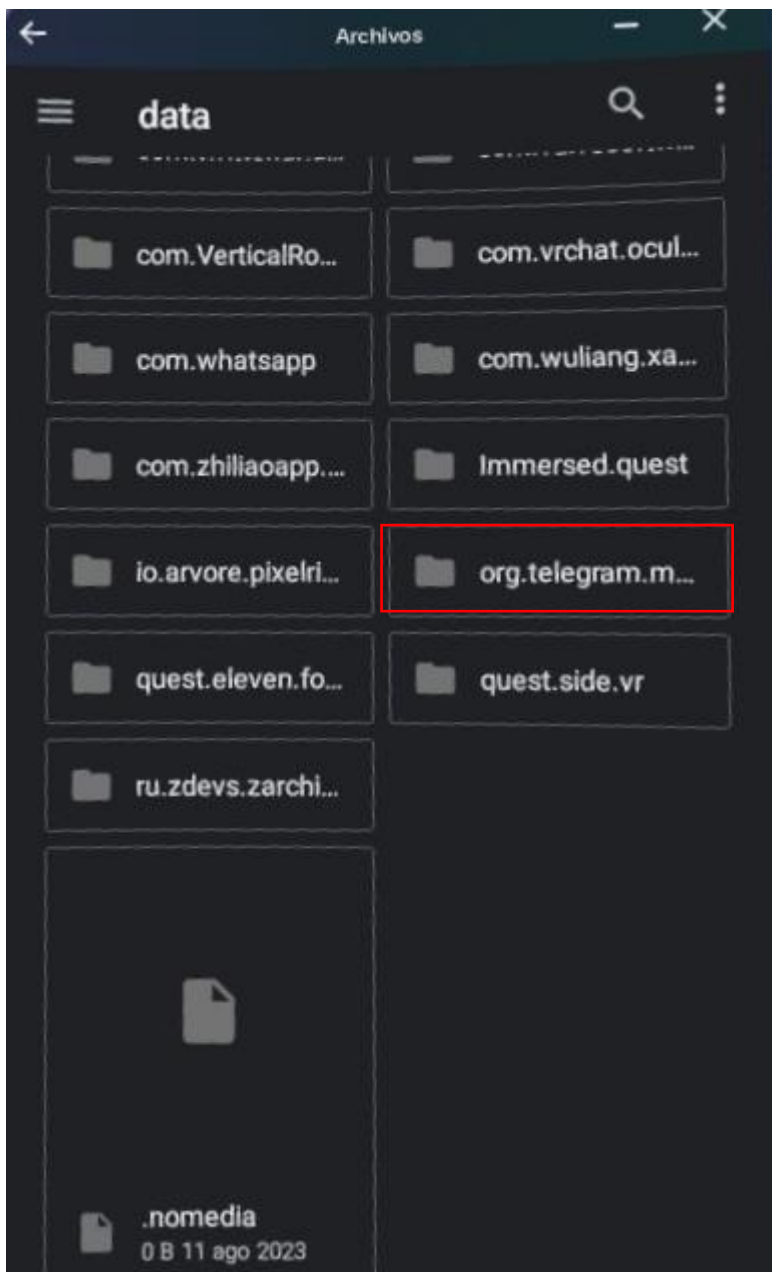 Archivos
data
com.VerticalRo...
com.vrchat.ocul...
com.whatsapp
com.wuliang.xa...
com.zhiliaoapp....
Immersed.quest
io.arvore.pixelri...
org.telegram.m...
quest.eleven.fo...
quest.side.vr
ru.zdevs.zarchi...
.nomedia
0 B 11 ago 2023